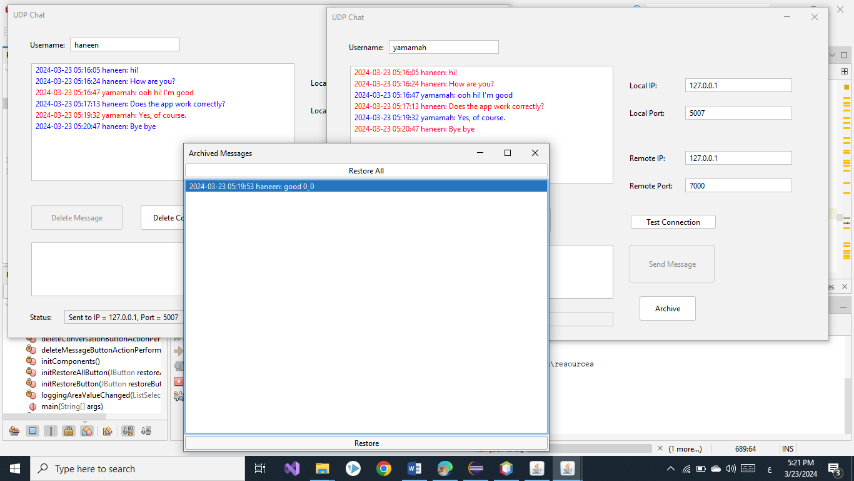 UDP Chat
Username: haneen
2024-03-23 05:16:05 haneen: hi!
2024-03-23 05:16:24 haneen: How are you?
2024-03-23 05:16:47 yamamah: ooh hi! I'm good
2024-03-23 05:17:13 haneen: Does the app work correctly?
2024-03-23 05:19:32 yamamah: Yes, of course.
2024-03-23 05:20:47 haneen: Bye bye
Local
Local
Delete Message
Delete Co
Status: Sent to IP = 127.0.0.1, Port = 5007
UDP Chat
Username: yamamah
2024-03-23 05:16:05 haneen: hi!
2024-03-23 05:16:24 haneen: How are you?
2024-03-23 05:16:47 yamamah: ooh hi! I'm good
2024-03-23 05:17:13 haneen: Does the app work correctly?
2024-03-23 05:19:32 yamamah: Yes, of course.
2024-03-23 05:20:47 haneen: Bye bye
Local IP: 127.0.0.1
Local Port: 5007
Remote IP: 127.0.0.1
Remote Port: 7000
Test Connection
Send Message
Archive
Archived Messages
Restore All
2024-03-23 05:19:53 haneen: good 0_0
Restore
deleteConversationButtonActionPer
deleteMessageButtonActionPerform
initComponents()
initRestoreAllButton(JButton restore
initRestoreButton(JButton restoreBut
loggingAreaValueChanged(ListSelec
main(String[] args)
\resources
(1 more...)
689:64
INS
Type here to search
ع
5:21 PM
3/23/2024
3